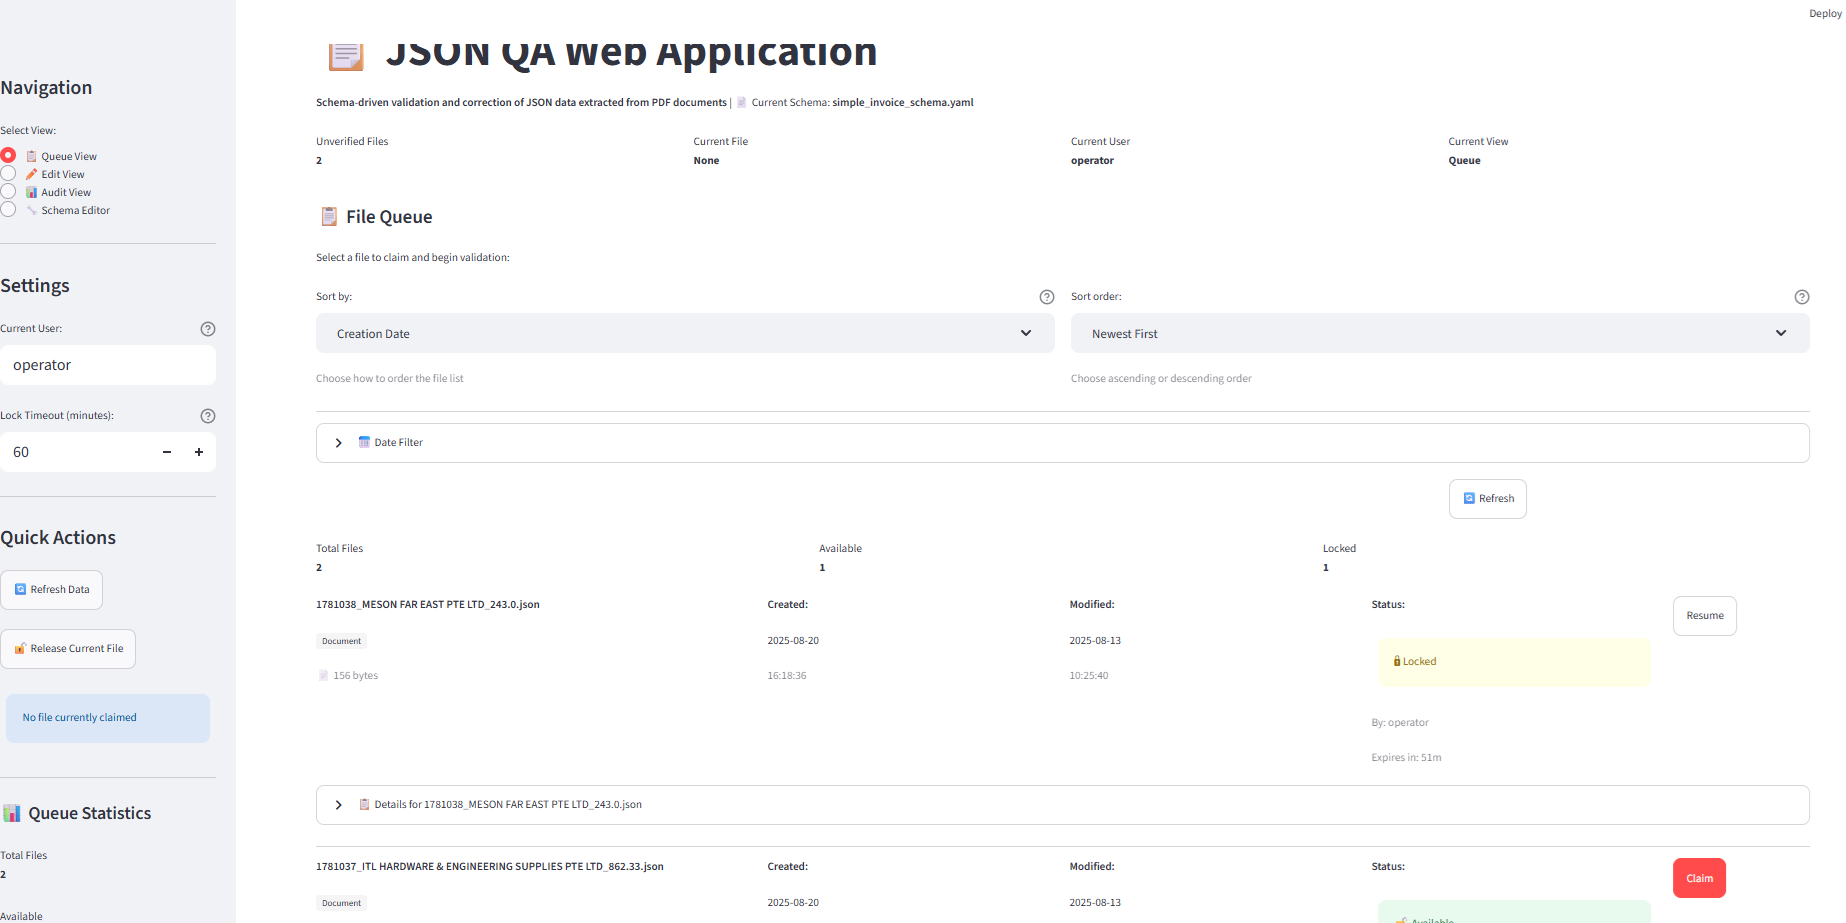 Deploy
Navigation
Select View:
Queue View
Edit View
Audit View
Schema Editor
Settings
Current User:
operator
Lock Timeout (minutes):
60
Quick Actions
Refresh Data
Release Current File
No file currently claimed
Queue Statistics
Total Files
2
Available
JSON QA Web Application
Schema-driven validation and correction of JSON data extracted from PDF documents | Current Schema: simple_invoice_schema.yaml
Unverified Files Current File Current User Current View
2 None operator Queue
File Queue
Select a file to claim and begin validation:
Sort by: Sort order:
Creation Date Newest First
Choose how to order the file list Choose ascending or descending order
Date Filter
Refresh
Total Files Available Locked
2 1 1
1781038_MESON FAR EAST PTE LTD_243.0.json Created: Modified: Status: Resume
Document 2025-08-20 2025-08-13
Locked
156 bytes 16:18:36 10:25:40
By: operator
Expires in: 51m
Details for 1781038_MESON FAR EAST PTE LTD_243.0.json
1781037_ITL HARDWARE & ENGINEERING SUPPLIES PTE LTD_862.33.json Created: Modified: Status: Claim
Document 2025-08-20 2025-08-13
Available